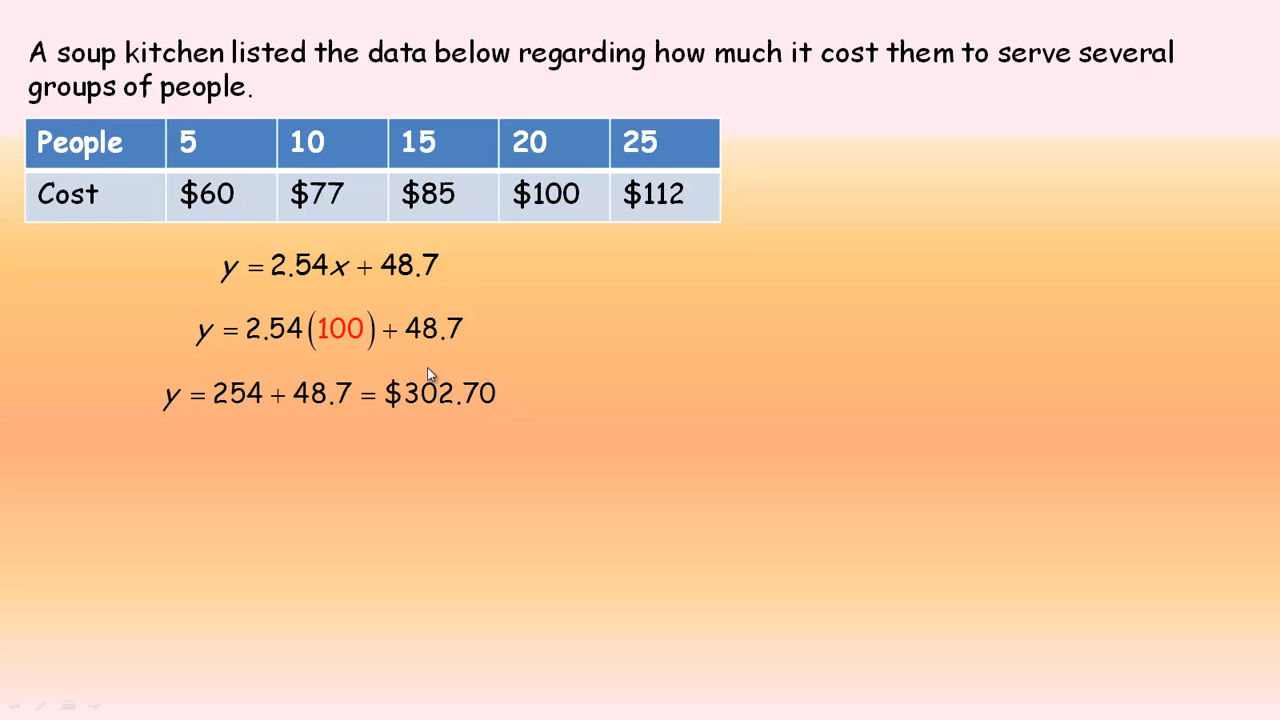 A soup kitchen listed the data below regarding how much it cost them to serve several
groups of people.
People 5 10 15 20 25
Cost $60 $77 $85 $100 $112
y = 2.54x + 48.7
y = 2.54(100) + 48.7
y = 254 + 48.7 = $302.70